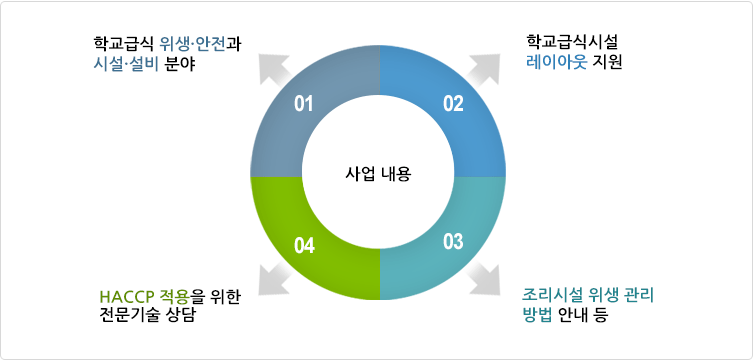 학교급식 위생·안전과
시설·설비 분야
01
학교급식시설
레이아웃 지원
02
사업 내용
조리시설 위생 관리
방법 안내 등
03
HACCP 적용을 위한
전문기술 상담
04